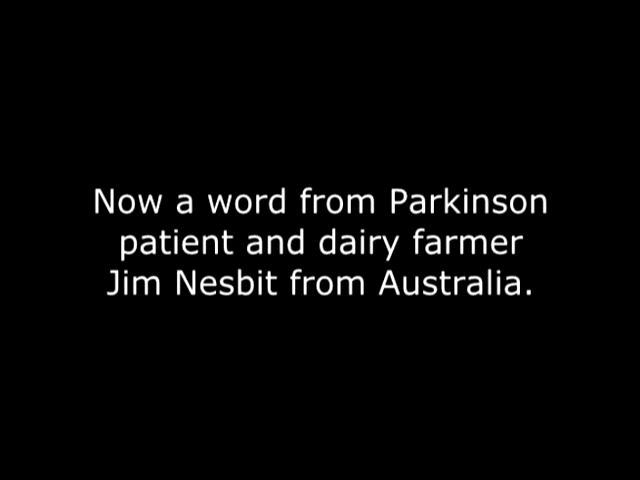 Now a word from Parkinson
patient and dairy farmer
Jim Nesbit from Australia.